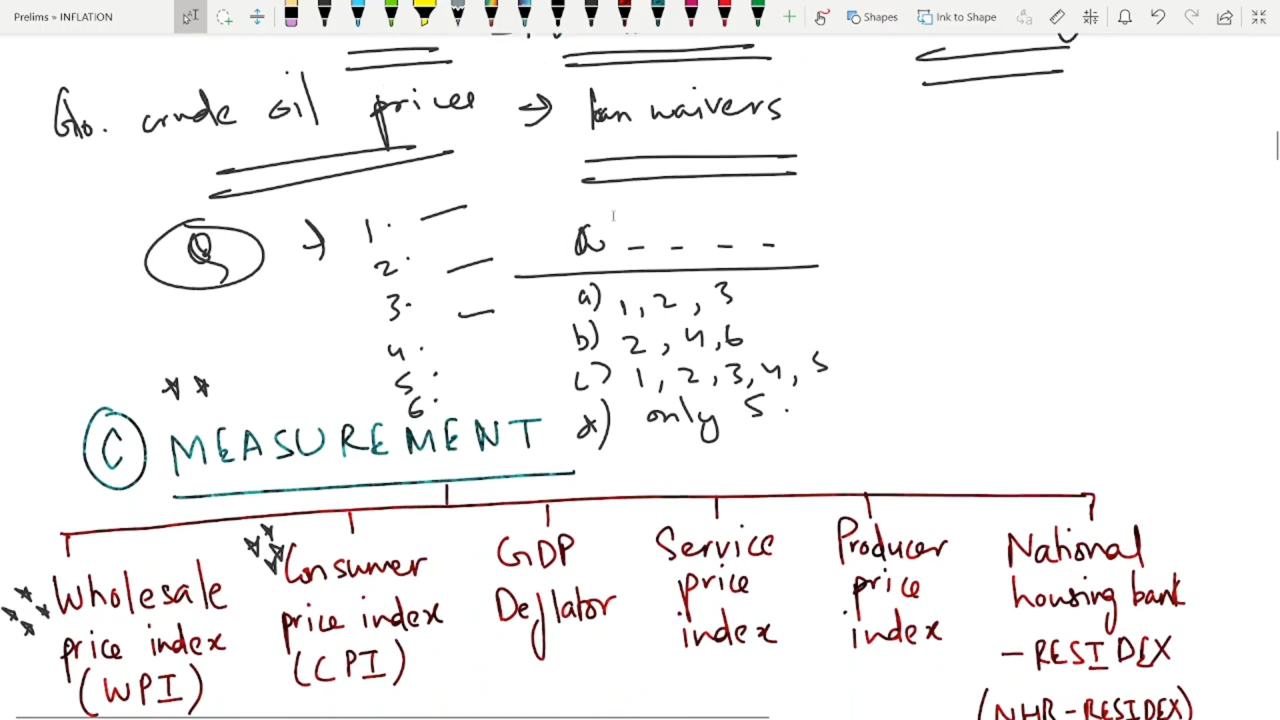 Prelims » INFLATION
Shapes
Ink to Shape
Glo. crude oil prices → loan waivers
Q → 1.
2.
3.
4.
5.
6.
a
a) 1, 2, 3
b) 2, 4, 6
c) 1, 2, 3, 4, 5
d) only 5.
C MEASUREMENT
Wholesale price index (WPI)
Consumer price index (CPI)
GDP Deflator
Service price index
Producer price index
National housing bank
– RESIDEX
(NHB – RESIDEX)